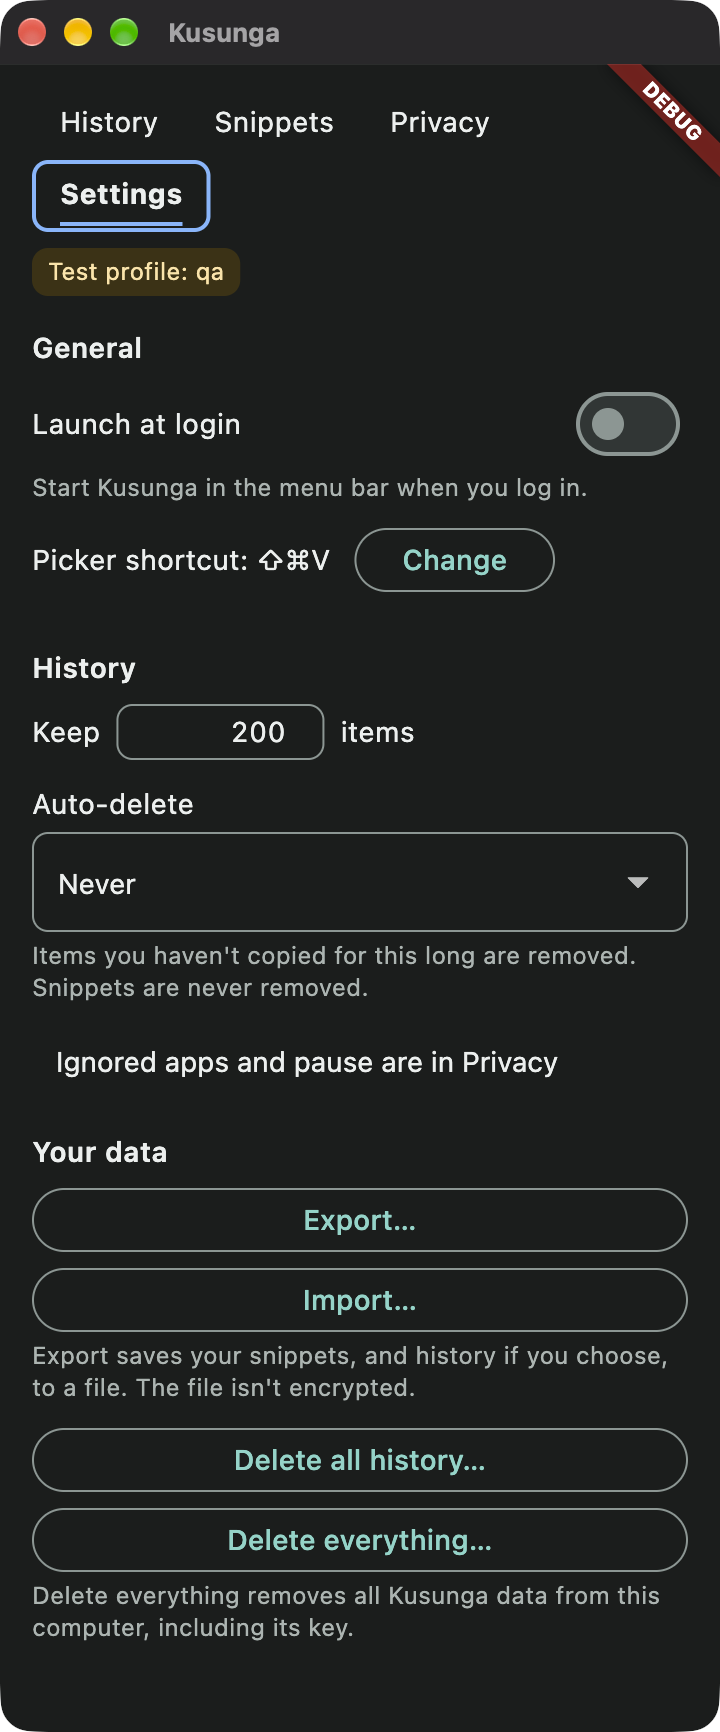 Kusunga
DEBUG
History Snippets Privacy
Settings
Test profile: qa
General
Launch at login
Start Kusunga in the menu bar when you log in.
Picker shortcut: ⇧⌘V Change
History
Keep 200 items
Auto-delete
Never
Items you haven't copied for this long are removed.
Snippets are never removed.
Ignored apps and pause are in Privacy
Your data
Export...
Import...
Export saves your snippets, and history if you choose,
to a file. The file isn't encrypted.
Delete all history...
Delete everything...
Delete everything removes all Kusunga data from this
computer, including its key.